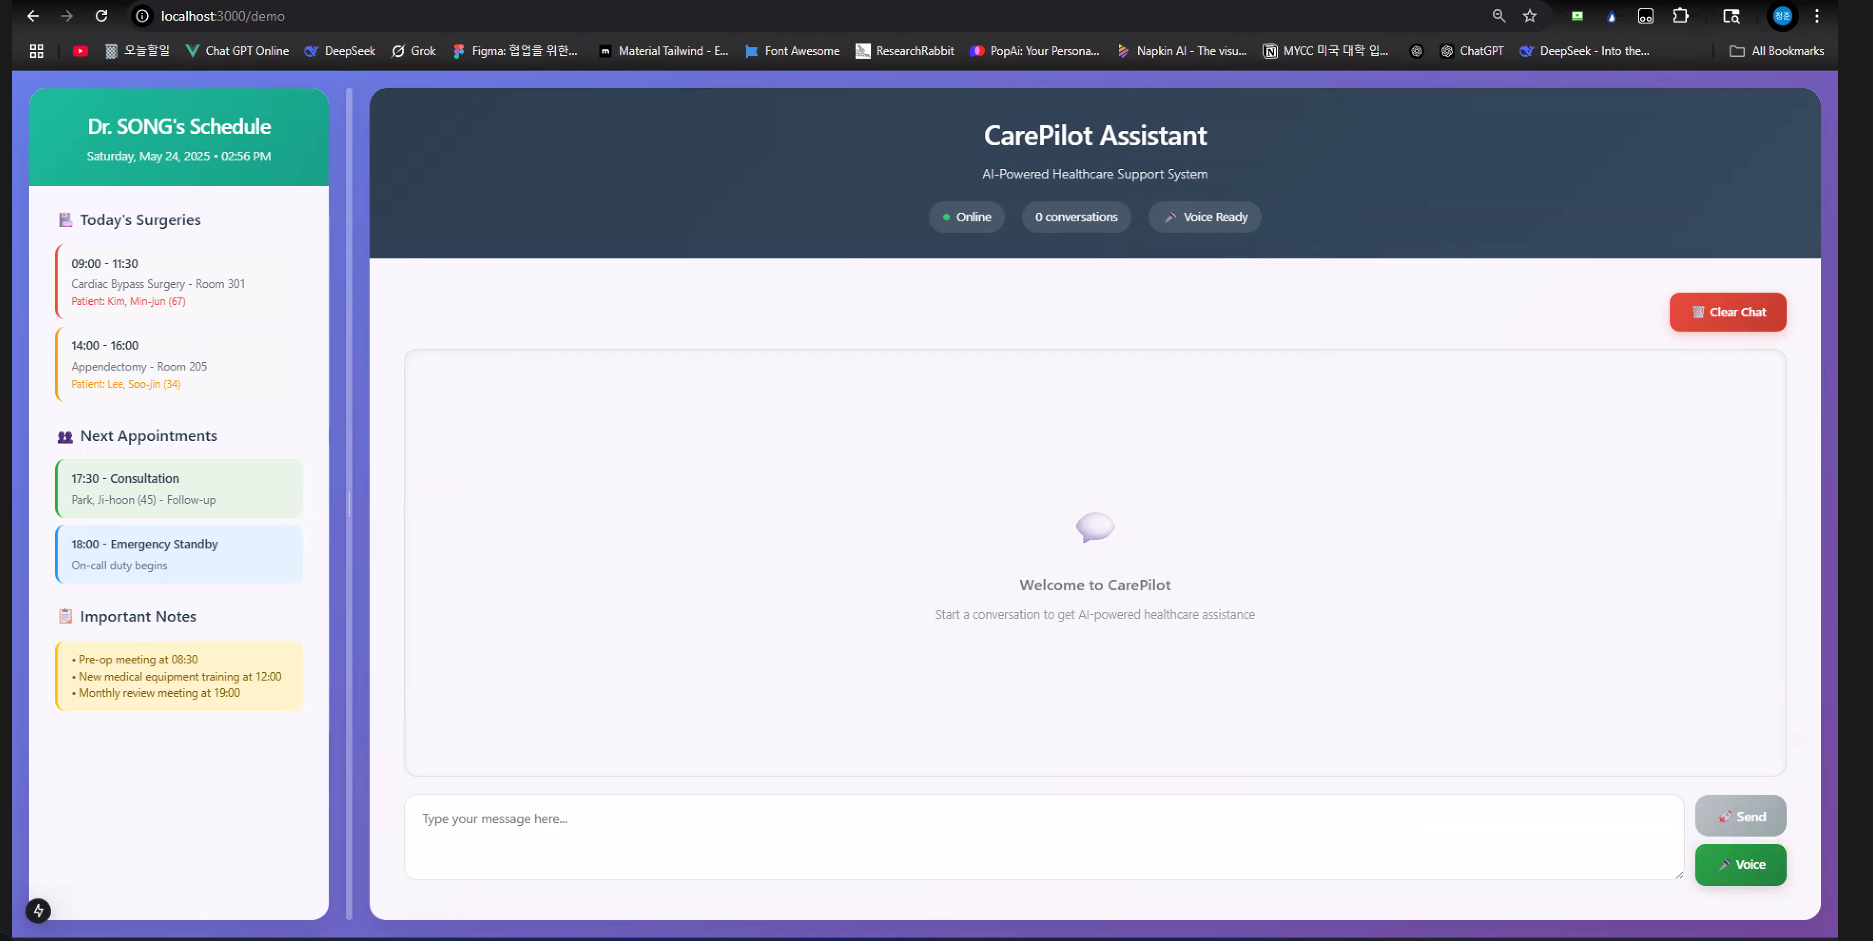 localhost:3000/demo
정준
오늘할일
Chat GPT Online
DeepSeek
Grok
Figma: 협업을 위한...
Material Tailwind - E...
Font Awesome
ResearchRabbit
PopAi: Your Persona...
Napkin AI - The visu...
MYCC 미국 대학 입...
ChatGPT
DeepSeek - Into the...
All Bookmarks
Dr. SONG's Schedule
Saturday, May 24, 2025 • 02:56 PM
Today's Surgeries
09:00 - 11:30
Cardiac Bypass Surgery - Room 301
Patient: Kim, Min-jun (67)
14:00 - 16:00
Appendectomy - Room 205
Patient: Lee, Soo-jin (34)
Next Appointments
17:30 - Consultation
Park, Ji-hoon (45) - Follow-up
18:00 - Emergency Standby
On-call duty begins
Important Notes
• Pre-op meeting at 08:30
• New medical equipment training at 12:00
• Monthly review meeting at 19:00
CarePilot Assistant
AI-Powered Healthcare Support System
Online
0 conversations
Voice Ready
Clear Chat
Welcome to CarePilot
Start a conversation to get AI-powered healthcare assistance
Type your message here...
Send
Voice